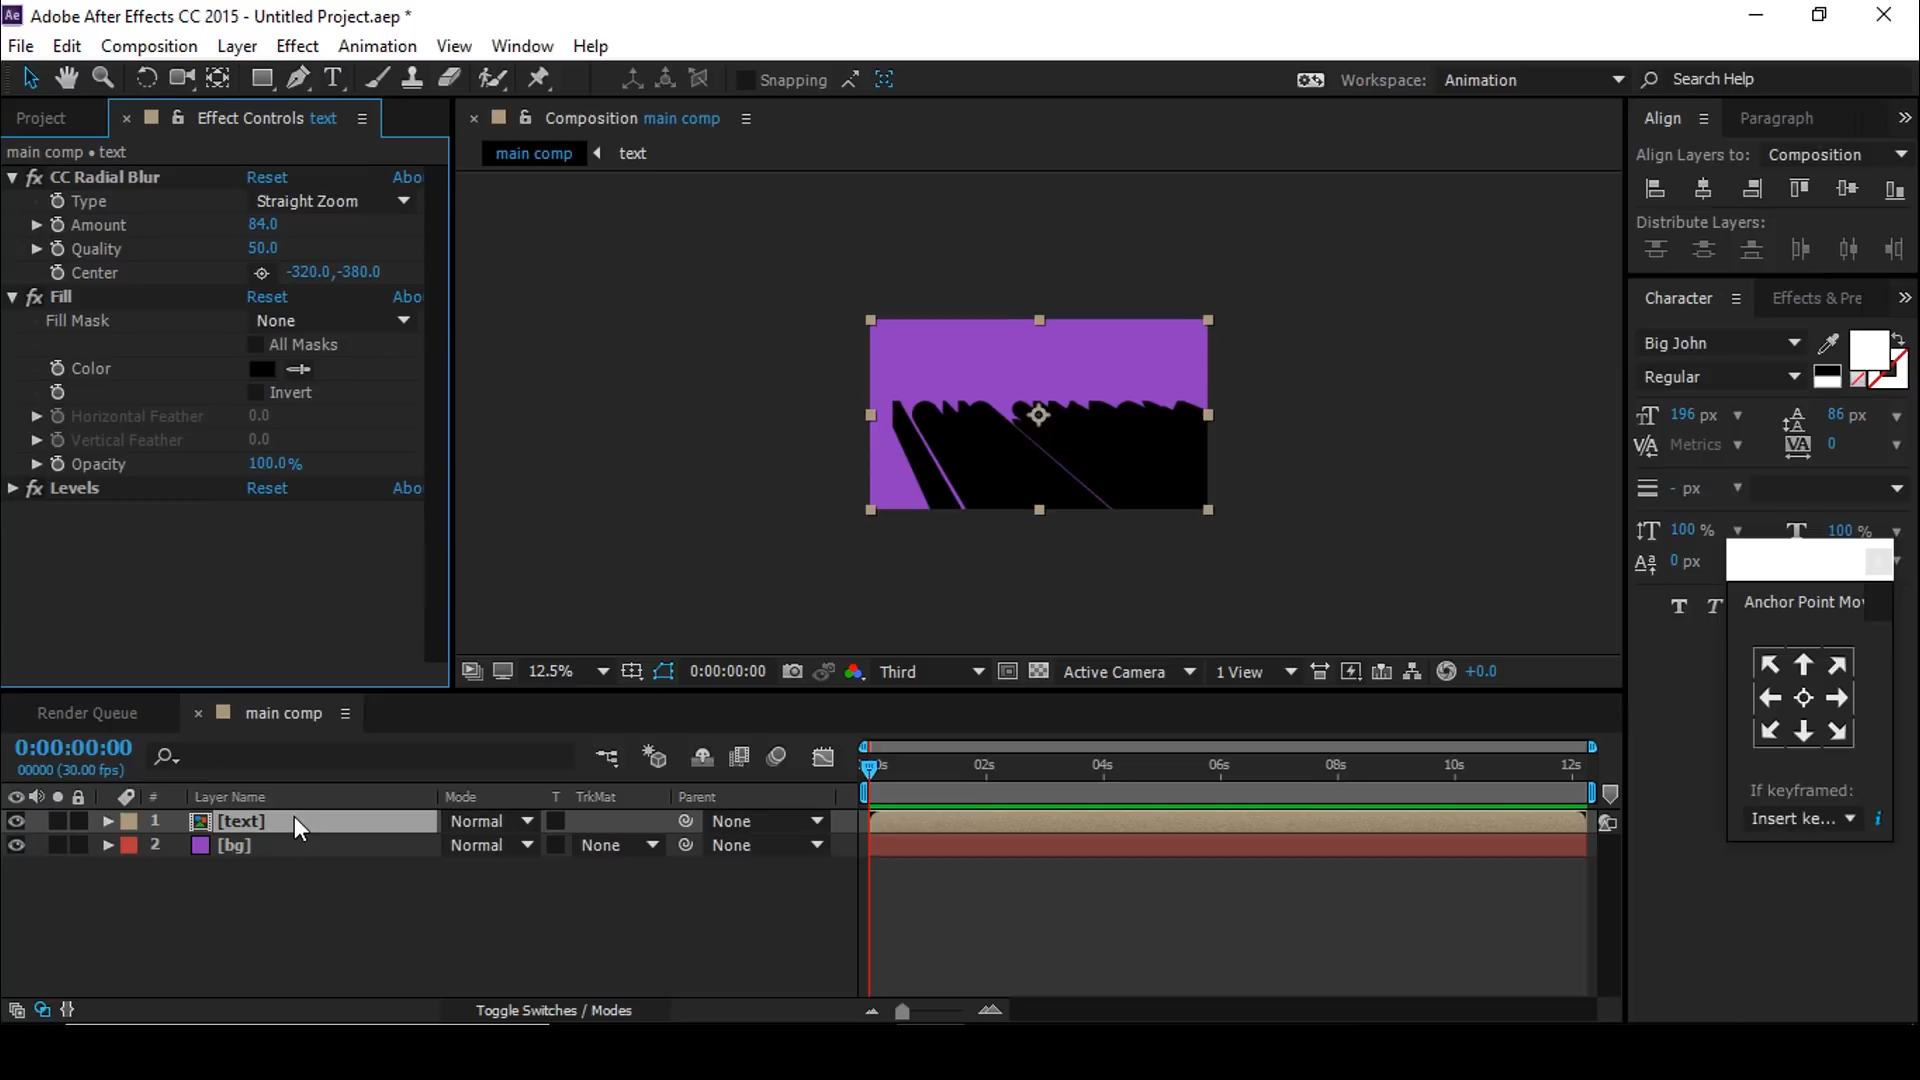 Ae Adobe After Effects CC 2015 - Untitled Project.aep *
File Edit Composition Layer Effect Animation View Window Help
T Snapping Workspace: Animation Search Help
Project × Effect Controls text × Composition main comp Align Paragraph »
main comp • text main comp text Align Layers to: Composition
fx CC Radial Blur Reset Abo
Type Straight Zoom
Amount 84.0
Distribute Layers:
Quality 50.0
Center -320.0,-380.0
fx Fill Reset Abo Character Effects & Pre »
Fill Mask None
All Masks Big John
Color Regular
Invert
Horizontal Feather 0.0 196 px 86 px
Vertical Feather 0.0 Metrics 0
Opacity 100.0%
fx Levels Reset Abo - px
100 % 100 %
0 px
T T Anchor Point Mo
12.5% 0:00:00:00 Third Active Camera 1 View +0.0
Render Queue × main comp
0:00:00:00
00000 (30.00 fps)
02s 04s 06s 08s 10s 12s
# Layer Name Mode T TrkMat Parent If keyframed:
1 [text] Normal None Insert ke... i
2 [bg] Normal None None
Toggle Switches / Modes